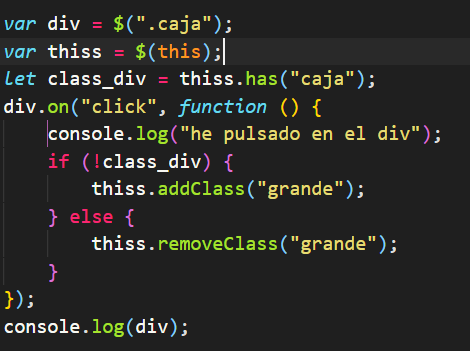 var div = $(".caja");
var thiss = $(this);
let class_div = thiss.has("caja");
div.on("click", function () {
    console.log("he pulsado en el div");
    if (!class_div) {
        thiss.addClass("grande");
    } else {
        thiss.removeClass("grande");
    }
});
console.log(div);